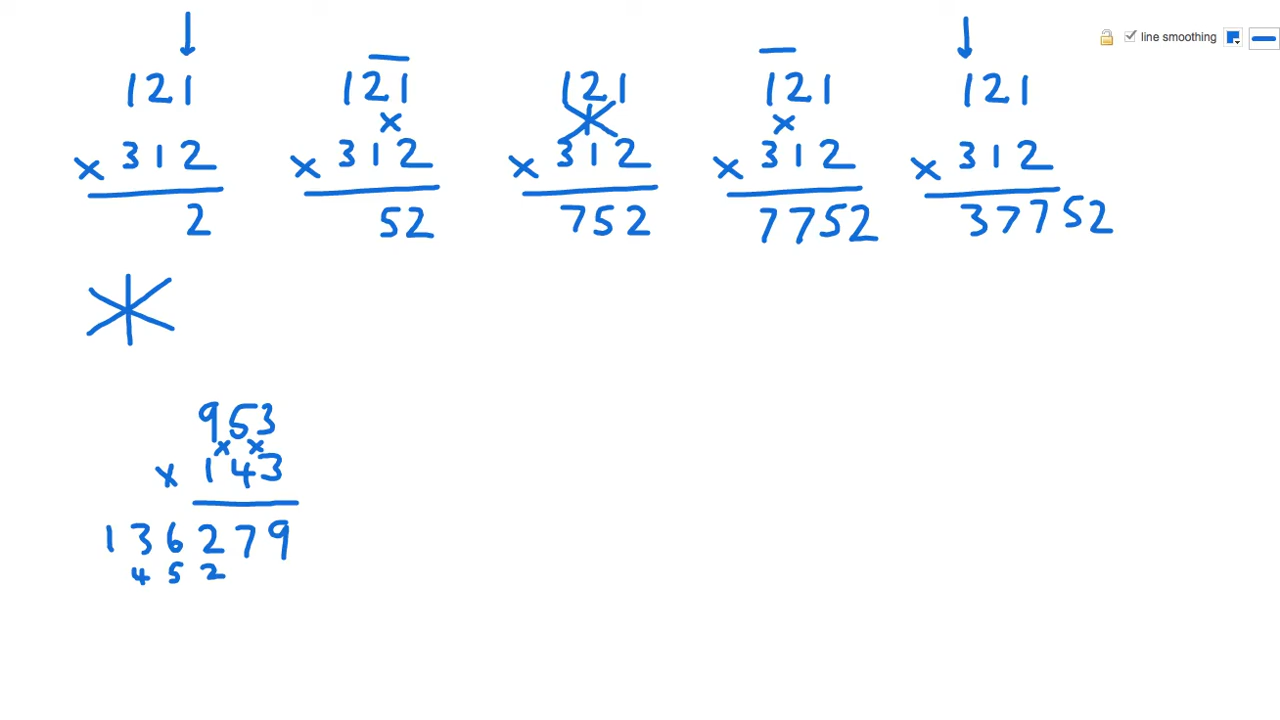 line smoothing
121 121 121 121 121
x
x
x 312 x 312 x 312 x 312 x 312
2 52 752 7752 37752
953
x x
x 143
136279
452